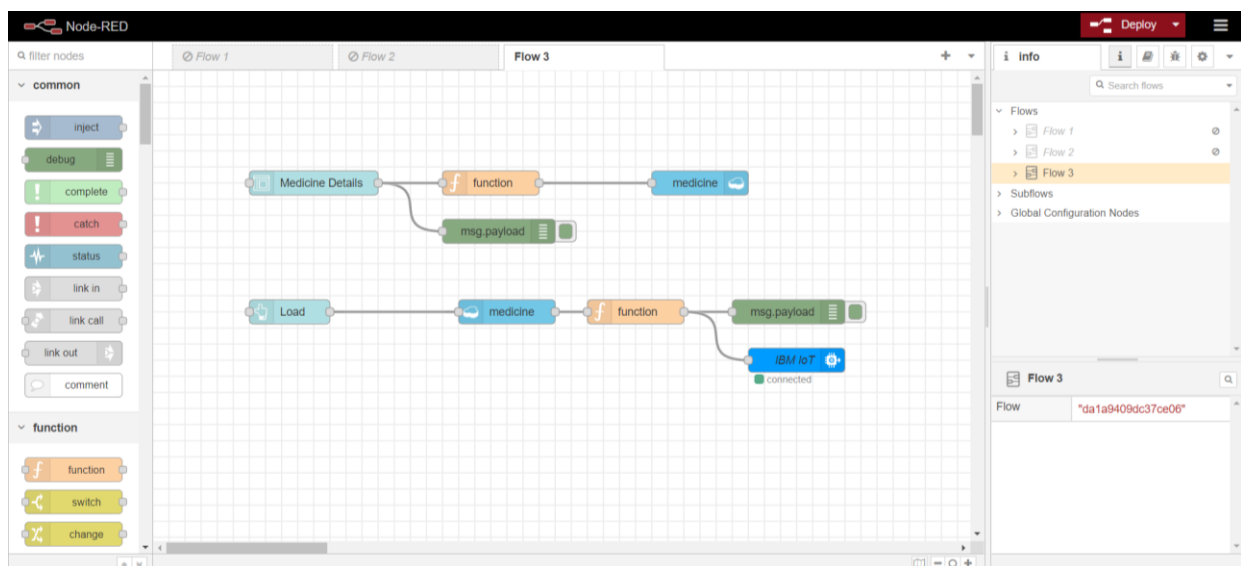 Node-RED
Deploy
filter nodes
Flow 1
Flow 2
Flow 3
info
i
common
inject
debug
complete
catch
status
link in
link call
link out
comment
function
function
switch
change
Medicine Details
function
medicine
msg.payload
Load
medicine
function
msg.payload
IBM IoT
connected
Search flows
Flows
Flow 1
Flow 2
Flow 3
Subflows
Global Configuration Nodes
Flow 3
Flow "da1a9409dc37ce06"